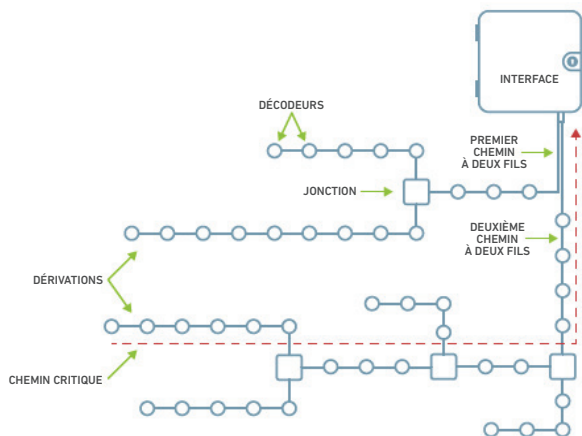 INTERFACE
DÉCODEURS
PREMIER
CHEMIN
À DEUX FILS
JONCTION
DEUXIÈME
CHEMIN
À DEUX FILS
DÉRIVATIONS
CHEMIN CRITIQUE